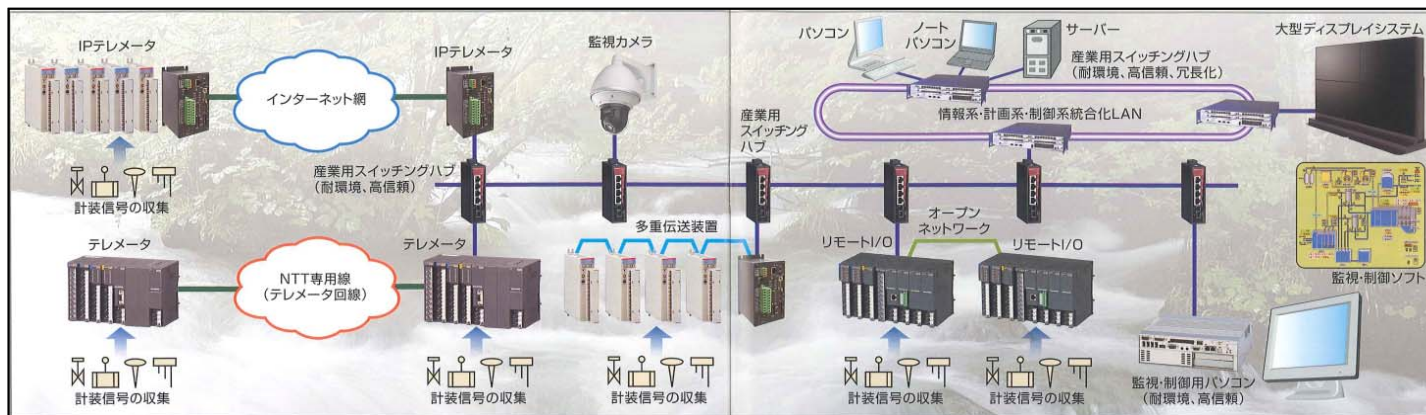 IPテレメータ
インターネット網
IPテレメータ
監視カメラ
パソコン
ノート
パソコン
サーバー
産業用スイッチングハブ
(耐環境、高信頼、冗長化)
大型ディスプレイシステム
情報系・計画系・制御系統合化LAN
産業用
スイッチング
ハブ
産業用スイッチングハブ
(耐環境、高信頼)
計装信号の収集
テレメータ
NTT専用線
(テレメータ回線)
テレメータ
多重伝送装置
オープン
ネットワーク
リモートI/O
リモートI/O
監視・制御ソフト
計装信号の収集
計装信号の収集
計装信号の収集
計装信号の収集
計装信号の収集
監視・制御用パソコン
(耐環境、高信頼)